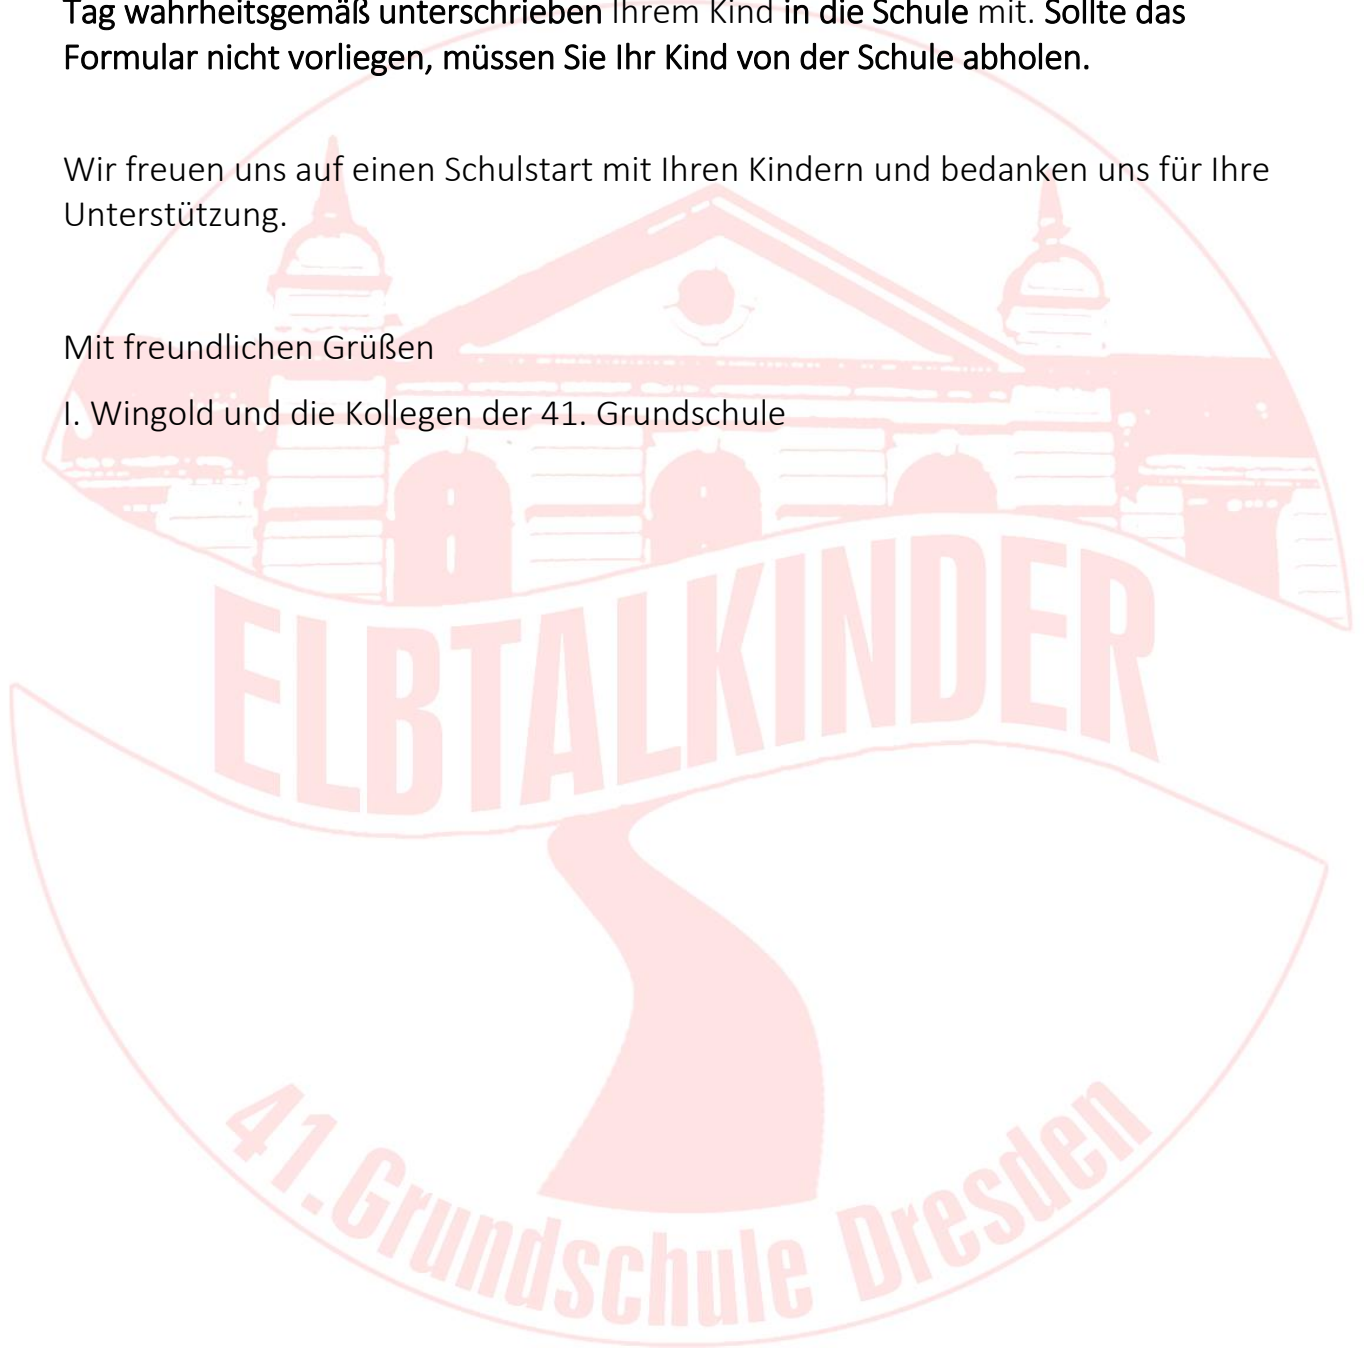 Tag wahrheitsgemäß unterschrieben Ihrem Kind in die Schule mit. Sollte das
Formular nicht vorliegen, müssen Sie Ihr Kind von der Schule abholen.
Wir freuen uns auf einen Schulstart mit Ihren Kindern und bedanken uns für Ihre
Unterstützung.
Mit freundlichen Grüßen
I. Wingold und die Kollegen der 41. Grundschule
ELBTALKINDER
41.Grundschule Dresden